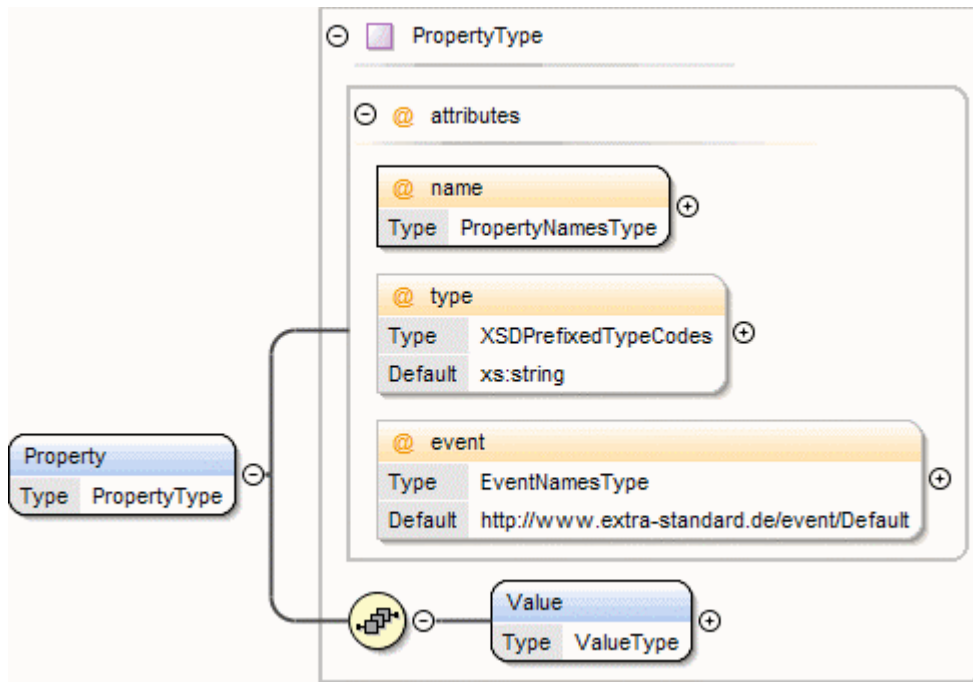 PropertyType
@ attributes
@ name
Type PropertyNamesType
@ type
Type XSDPrefixedTypeCodes
Default xs:string
@ event
Type EventNamesType
Default http://www.extra-standard.de/event/Default
Property
Type PropertyType
Value
Type ValueType